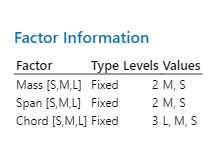 Factor Information
Factor Type Levels Values
Mass [S,M,L] Fixed 2 M, S
Span [S,M,L] Fixed 2 M, S
Chord [S,M,L] Fixed 3 L, M, S